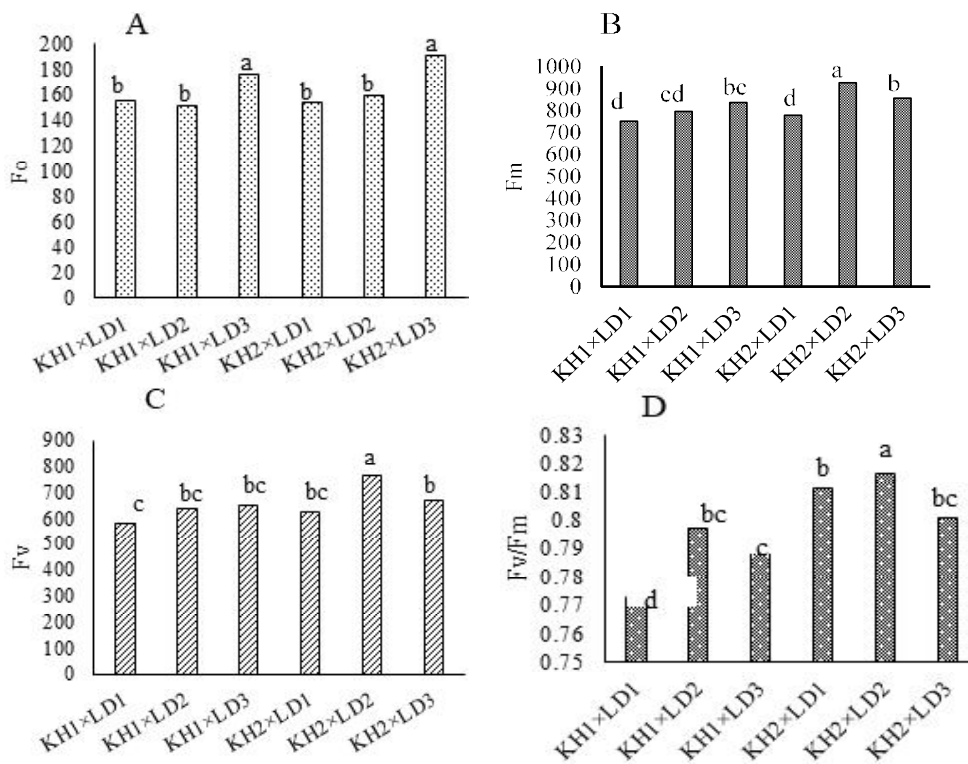 A
200
180
160
140
120
100
80
60
40
20
0
Fo
b
b
a
b
b
a
KH1×LD1
KH1×LD2
KH1×LD3
KH2×LD1
KH2×LD2
KH2×LD3
B
1000
900
800
700
600
500
400
300
200
100
0
Fm
d
cd
bc
d
a
b
KH1×LD1
KH1×LD2
KH1×LD3
KH2×LD1
KH2×LD2
KH2×LD3
C
900
800
700
600
500
400
300
200
100
0
Fv
c
bc
bc
bc
a
b
KH1×LD1
KH1×LD2
KH1×LD3
KH2×LD1
KH2×LD2
KH2×LD3
D
0.83
0.82
0.81
0.8
0.79
0.78
0.77
0.76
0.75
Fv/Fm
d
bc
c
b
a
bc
KH1×LD1
KH1×LD2
KH1×LD3
KH2×LD1
KH2×LD2
KH2×LD3